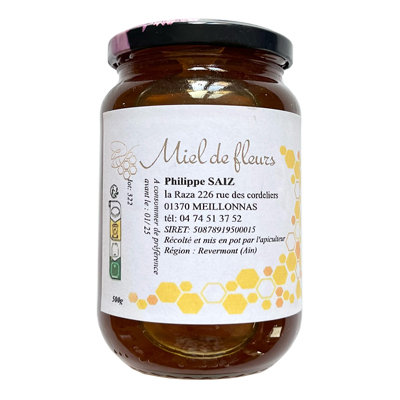 Miel de fleurs
Philippe SAIZ
la Raza 226 rue des cordeliers
01370 MEILLONNAS
tél: 04 74 51 37 52
SIRET: 50878919500015
Récolté et mis en pot par l'apiculteur
Région : Revermont (Ain)
A consommer de préférence
avant le : 01/ 25
lot: 322
500g